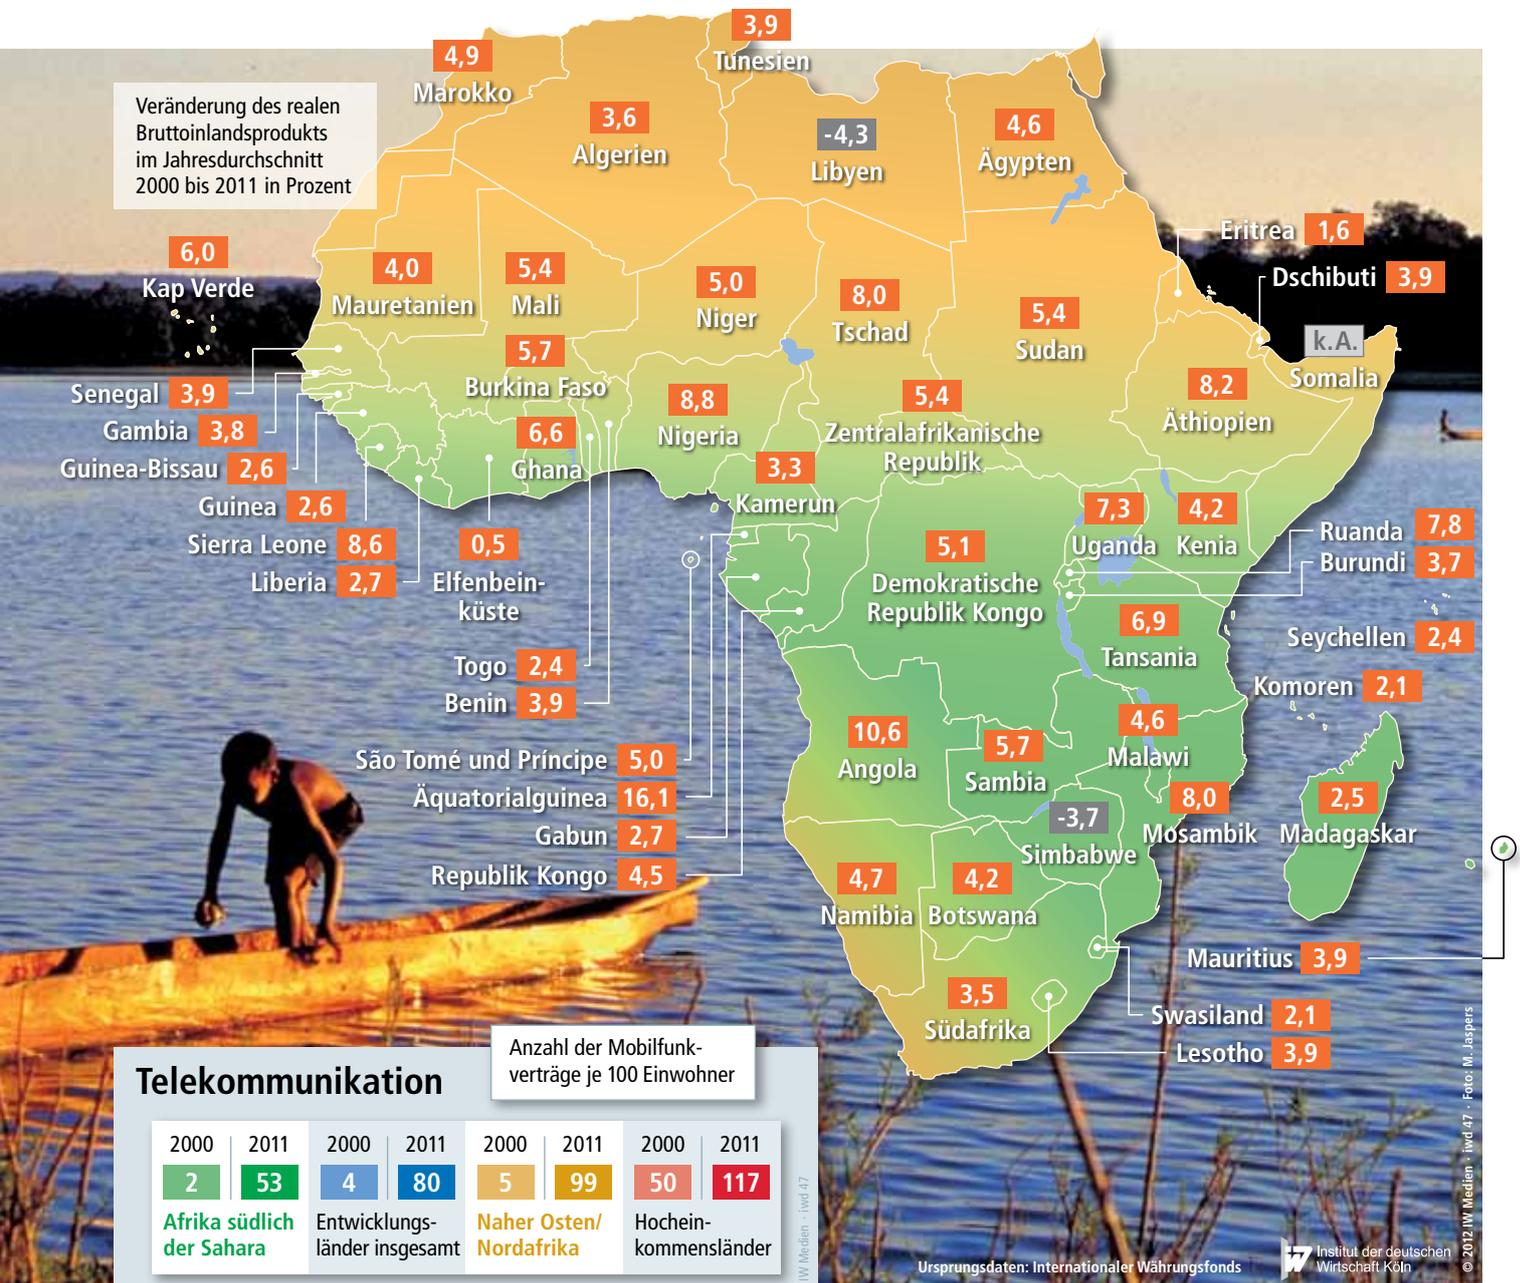 3,9
Tunesien
4,9
Marokko
Veränderung des realen
Bruttoinlandsprodukts
im Jahresdurchschnitt
2000 bis 2011 in Prozent
3,6
Algerien
-4,3
Libyen
4,6
Ägypten
Eritrea 1,6
Dschibuti 3,9
6,0
Kap Verde
4,0
Mauretanien
5,4
Mali
5,0
Niger
8,0
Tschad
5,4
Sudan
k.A.
Somalia
5,7
Burkina Faso
8,2
Äthiopien
Senegal 3,9
Gambia 3,8
Guinea-Bissau 2,6
Guinea 2,6
Sierra Leone 8,6
Liberia 2,7
6,6
Ghana
8,8
Nigeria
5,4
Zentralafrikanische
Republik
3,3
Kamerun
0,5
Elfenbein-
küste
7,3
Uganda
4,2
Kenia
Ruanda 7,8
Burundi 3,7
5,1
Demokratische
Republik Kongo
6,9
Tansania
Seychellen 2,4
Komoren 2,1
Togo 2,4
Benin 3,9
São Tomé und Príncipe 5,0
Äquatorialguinea 16,1
Gabun 2,7
Republik Kongo 4,5
10,6
Angola
5,7
Sambia
4,6
Malawi
-3,7
Simbabwe
8,0
Mosambik
2,5
Madagaskar
4,7
Namibia
4,2
Botswana
Mauritius 3,9
3,5
Südafrika
Swasiland 2,1
Lesotho 3,9
Telekommunikation
Anzahl der Mobilfunk-
verträge je 100 Einwohner
2000 2011 2000 2011 2000 2011 2000 2011
2 53 4 80 5 99 50 117
Afrika südlich
der Sahara
Entwicklungs-
länder insgesamt
Naher Osten/
Nordafrika
Hochein-
kommensländer
IW Medien · iwd 47
Ursprungsdaten: Internationaler Währungsfonds
Institut der deutschen
Wirtschaft Köln
© 2012 IW Medien · iwd 47 · Foto: M. Jaspers